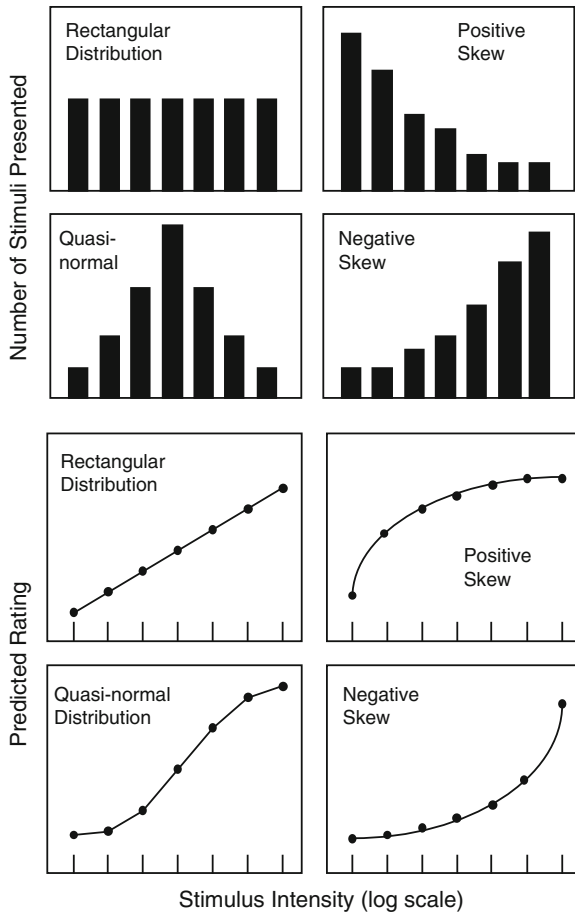 Number of Stimuli Presented
Rectangular
Distribution
Positive
Skew
Quasi-
normal
Negative
Skew
Predicted Rating
Rectangular
Distribution
Positive
Skew
Quasi-normal
Distribution
Negative
Skew
Stimulus Intensity (log scale)